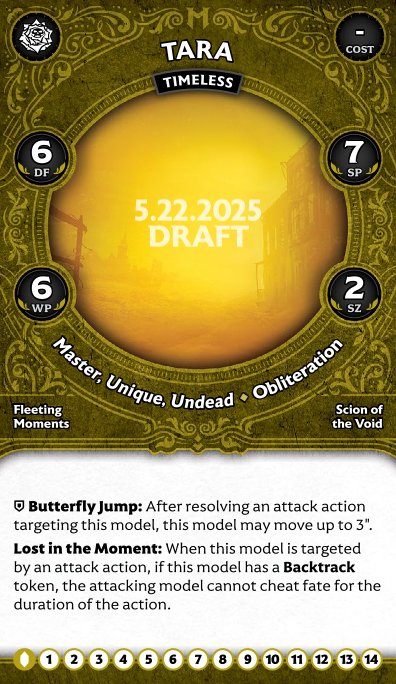 TARA
TIMELESS
-
COST
6
DF
7
SP
5.22.2025
DRAFT
6
WP
2
SZ
Master, Unique, Undead ♦ Obliteration
Fleeting
Moments
Scion of
the Void
Butterfly Jump: After resolving an attack action
targeting this model, this model may move up to 3".
Lost in the Moment: When this model is targeted
by an attack action, if this model has a Backtrack
token, the attacking model cannot cheat fate for the
duration of the action.
1 2 3 4 5 6 7 8 9 10 11 12 13 14